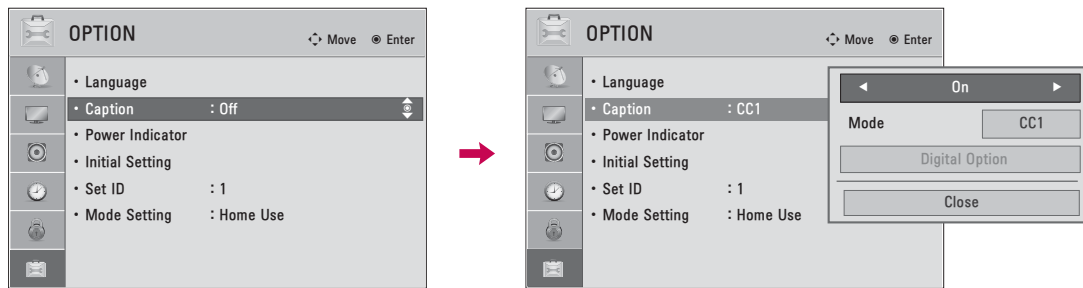 OPTION
Move Enter
• Language
• Caption : Off
• Power Indicator
• Initial Setting
• Set ID : 1
• Mode Setting : Home Use
OPTION
Move Enter
• Language
• Caption : CC1
• Power Indicator
• Initial Setting
• Set ID : 1
• Mode Setting : Home Use
◀ On ▶
Mode CC1
Digital Option
Close